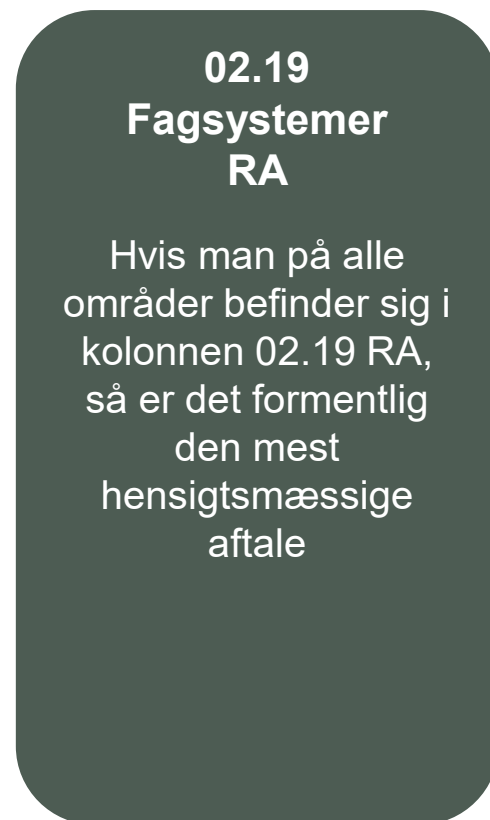 02.19
Fagsystemer
RA
Hvis man på alle
områder befinder sig i
kolonnen 02.19 RA,
så er det formentlig
den mest
hensigtsmæssige
aftale